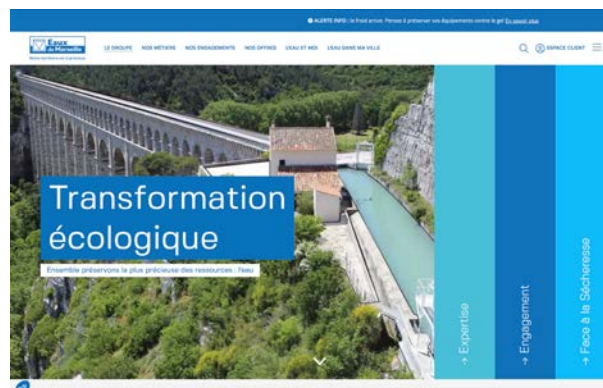 ALERTE INFO : le froid arrive. Pensez à préserver ses équipements contre le gel En savoir plus
Eaux
de Marseille
LE GROUPE NOS MÉTIERS NOS ENGAGEMENTS NOS OFFRES L'EAU ET MOI L'EAU DANS MA VILLE
ESPACE CLIENT
Transformation
écologique
Ensemble préservons la plus précieuse des ressources : l'eau
→ Expertise
→ Engagement
→ Face à la Sécheresse